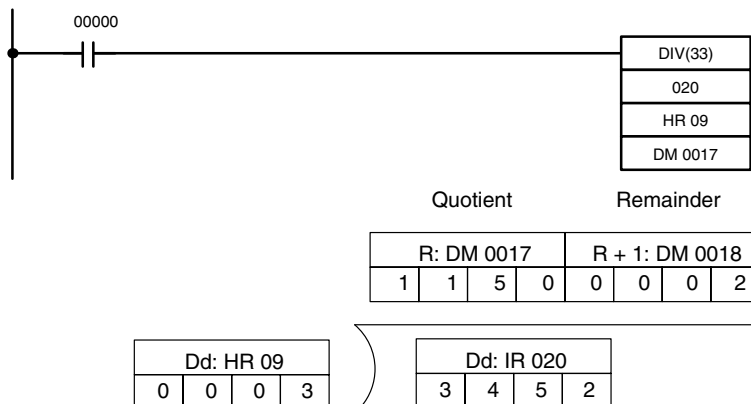 00000
DIV(33)
020
HR 09
DM 0017
Quotient Remainder
R: DM 0017 R + 1: DM 0018
1 1 5 0 0 0 0 2
Dd: HR 09 Dd: IR 020
0 0 0 3 3 4 5 2